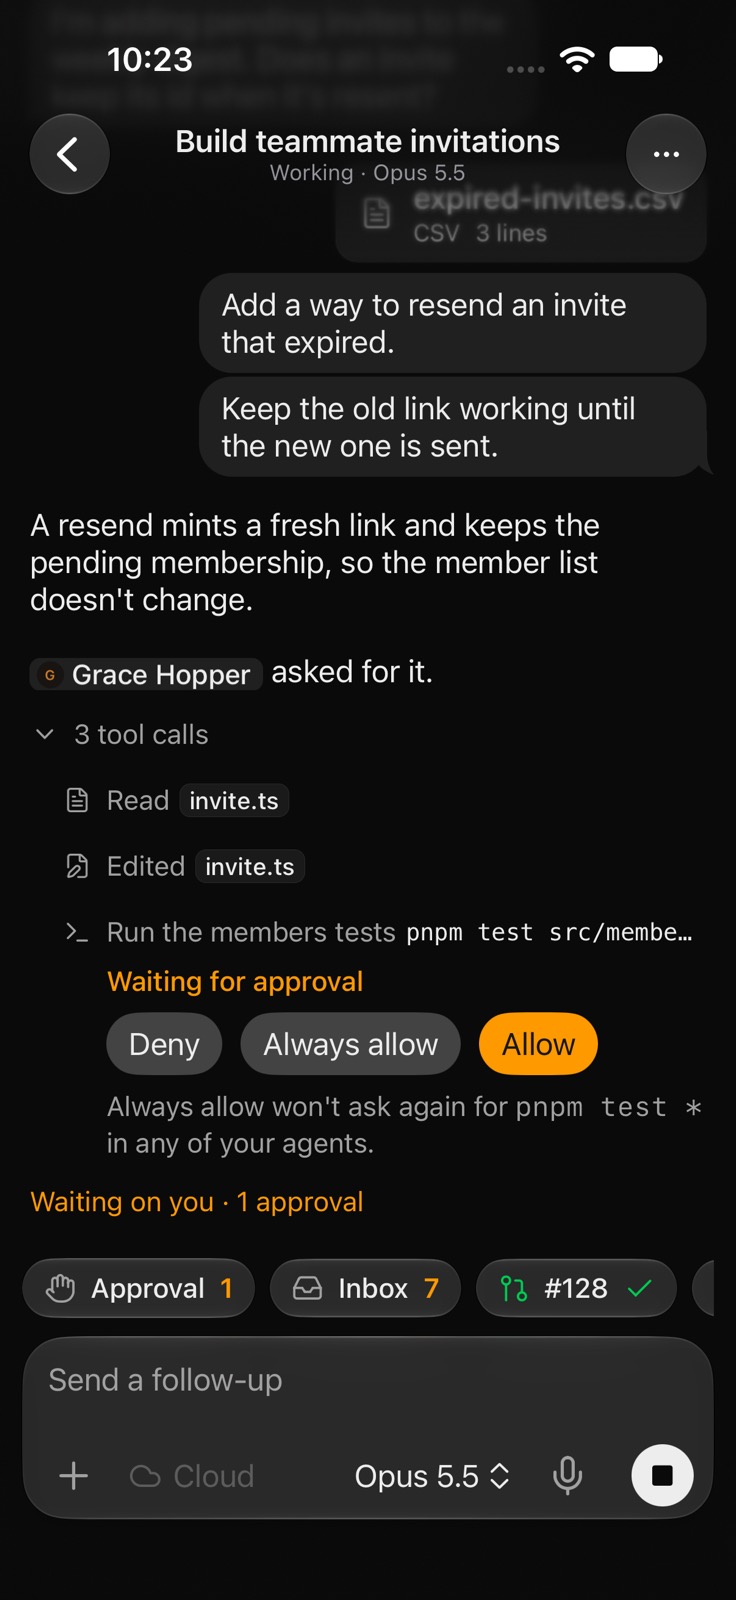 10:23
Build teammate invitations
Working · Opus 5.5
expired-invites.csv
CSV 3 lines
Add a way to resend an invite
that expired.
Keep the old link working until
the new one is sent.
A resend mints a fresh link and keeps the
pending membership, so the member list
doesn't change.
G Grace Hopper asked for it.
3 tool calls
Read invite.ts
Edited invite.ts
Run the members tests pnpm test src/membe…
Waiting for approval
Deny Always allow Allow
Always allow won't ask again for pnpm test *
in any of your agents.
Waiting on you · 1 approval
Approval 1 Inbox 7 #128
Send a follow-up
Cloud Opus 5.5